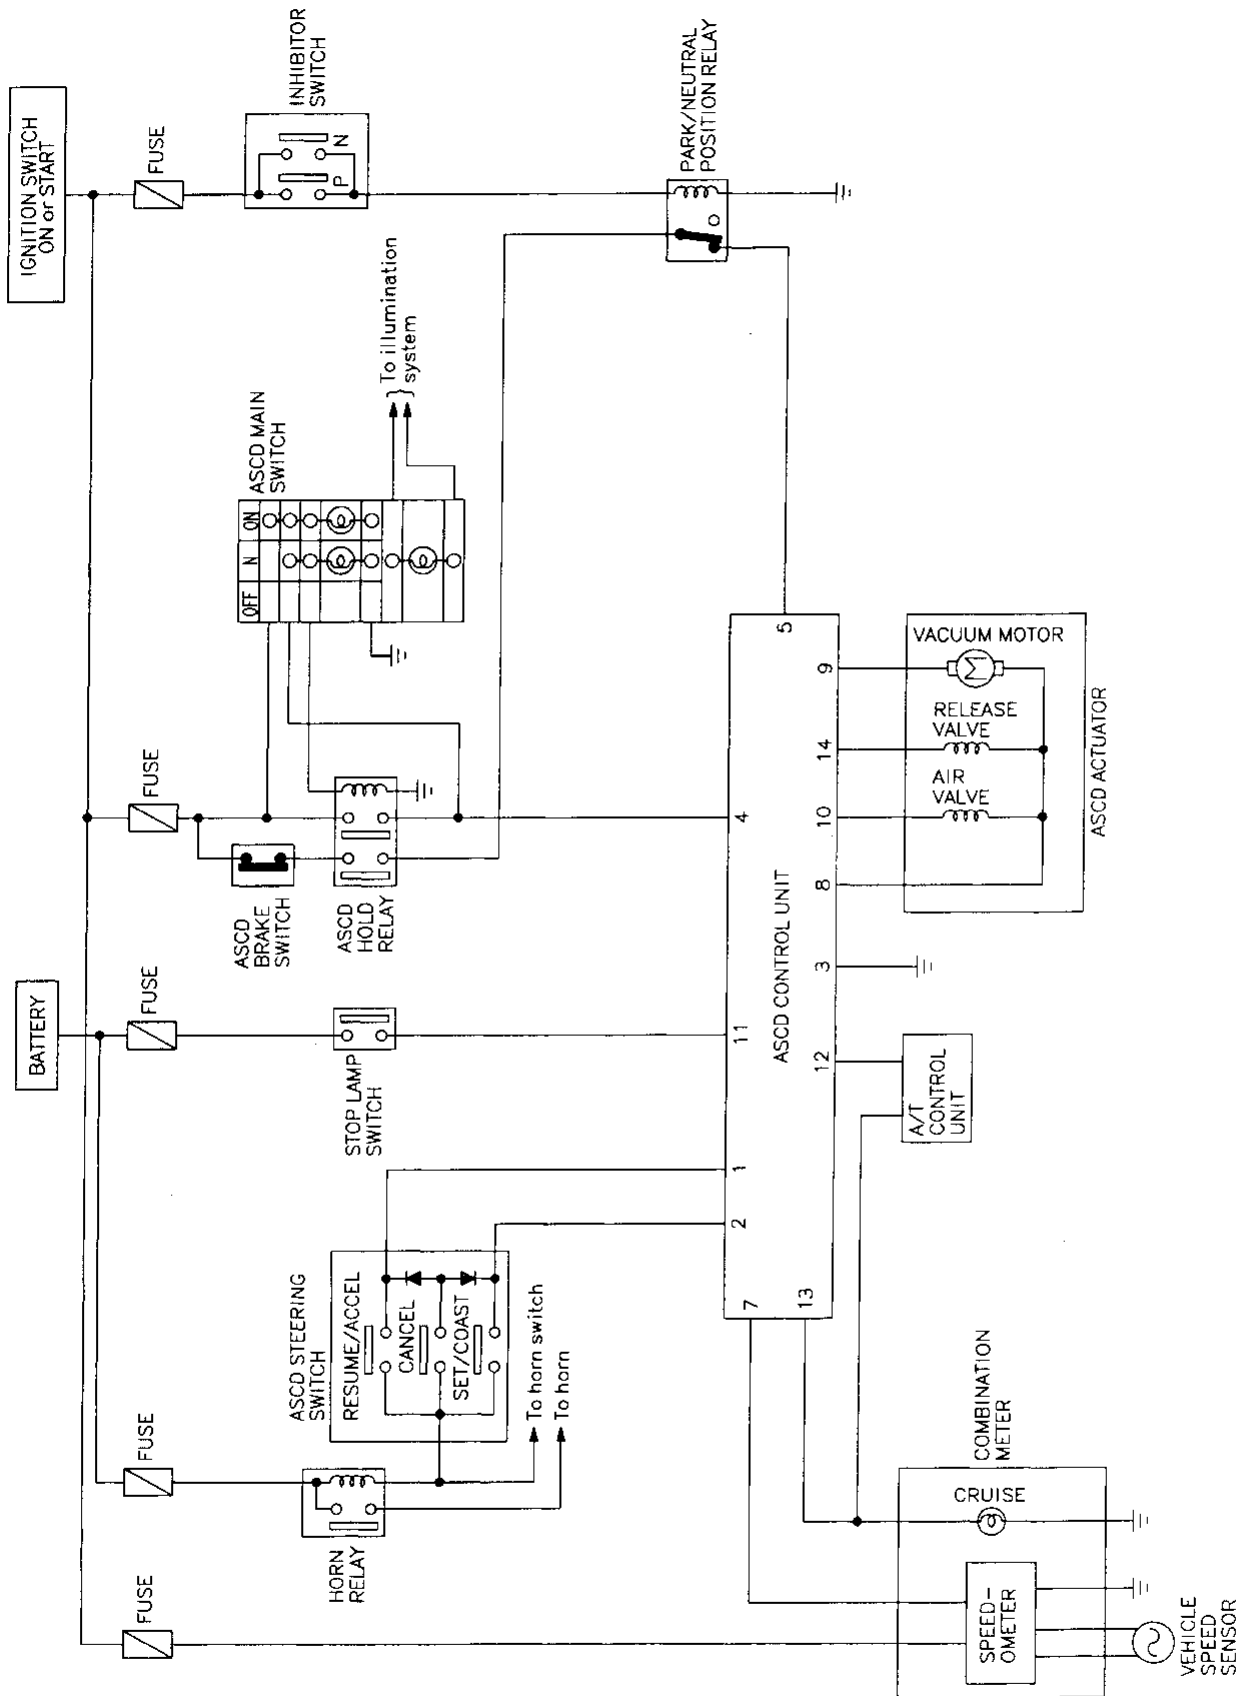 IGNITION SWITCH
ON or START
FUSE
INHIBITOR
SWITCH
P
N
PARK/NEUTRAL
POSITION RELAY
To illumination
system
ASCD MAIN
SWITCH
OFF
N
ON
FUSE
ASCD
BRAKE
SWITCH
ASCD
HOLD
RELAY
BATTERY
FUSE
STOP LAMP
SWITCH
ASCD STEERING
SWITCH
RESUME/ACCEL
CANCEL
SET/COAST
To horn switch
To horn
FUSE
HORN
RELAY
FUSE
ASCD CONTROL UNIT
7
2
1
11
4
5
13
12
3
8
10
14
9
VACUUM MOTOR
M
RELEASE
VALVE
AIR
VALVE
ASCD ACTUATOR
A/T
CONTROL
UNIT
COMBINATION
METER
CRUISE
SPEED-
OMETER
VEHICLE
SPEED
SENSOR